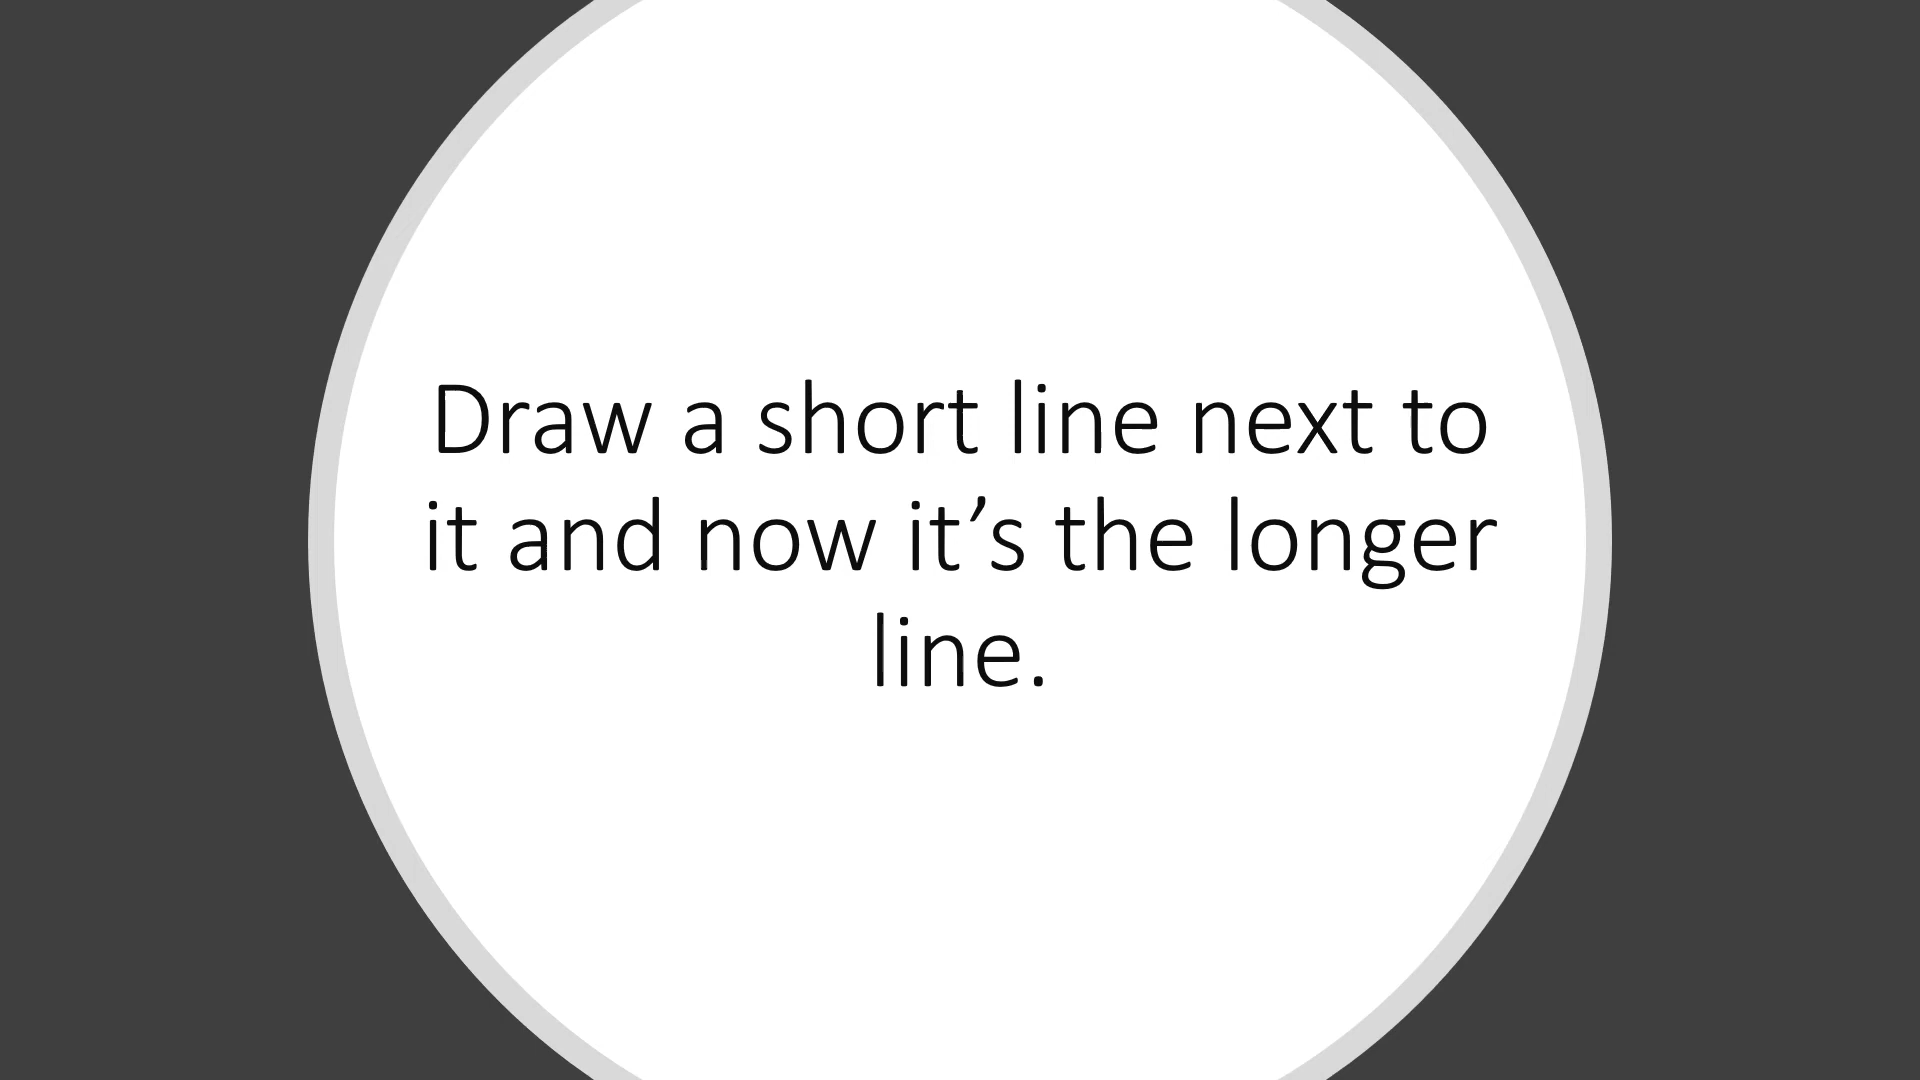 Draw a short line next to
it and now it’s the longer
line.